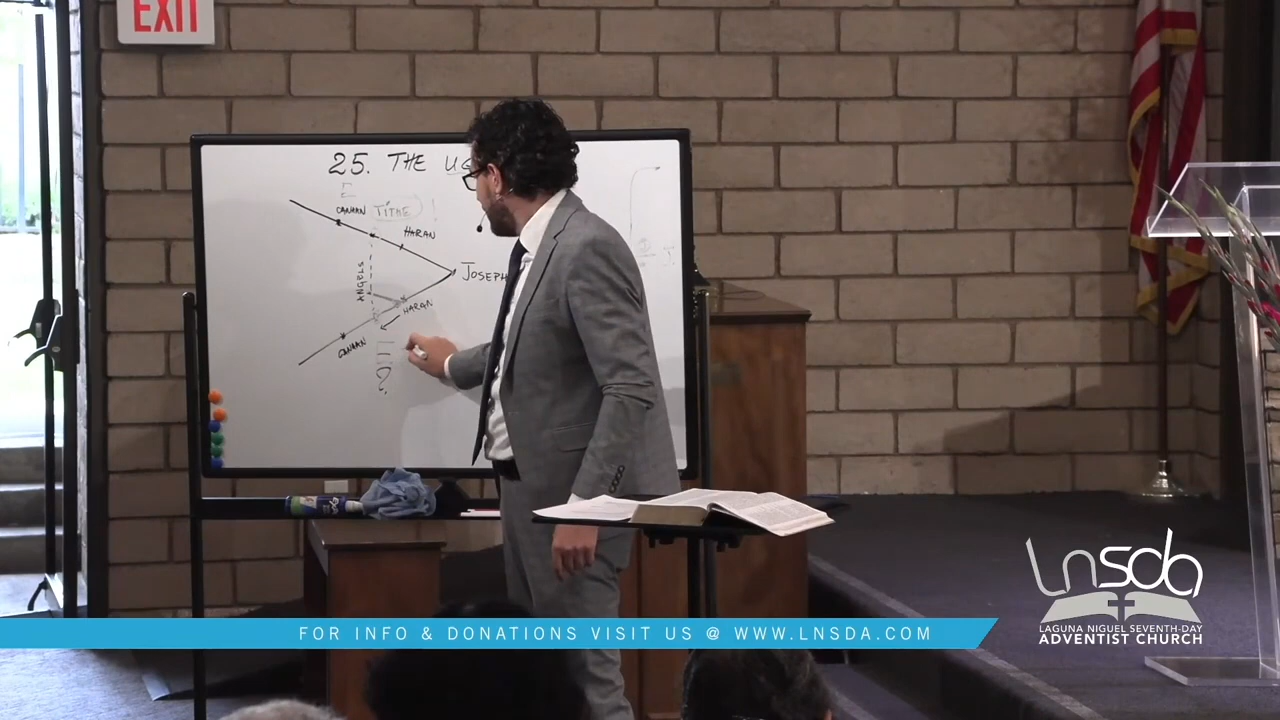 EXIT
25. THE
CANAAN
TITHE
!
HARAN
ANGELS
JOSEPH
HARAN
CANAAN
FOR INFO & DONATIONS VISIT US @ WWW.LNSDA.COM
LNSDA
LAGUNA NIGUEL SEVENTH-DAY
ADVENTIST CHURCH